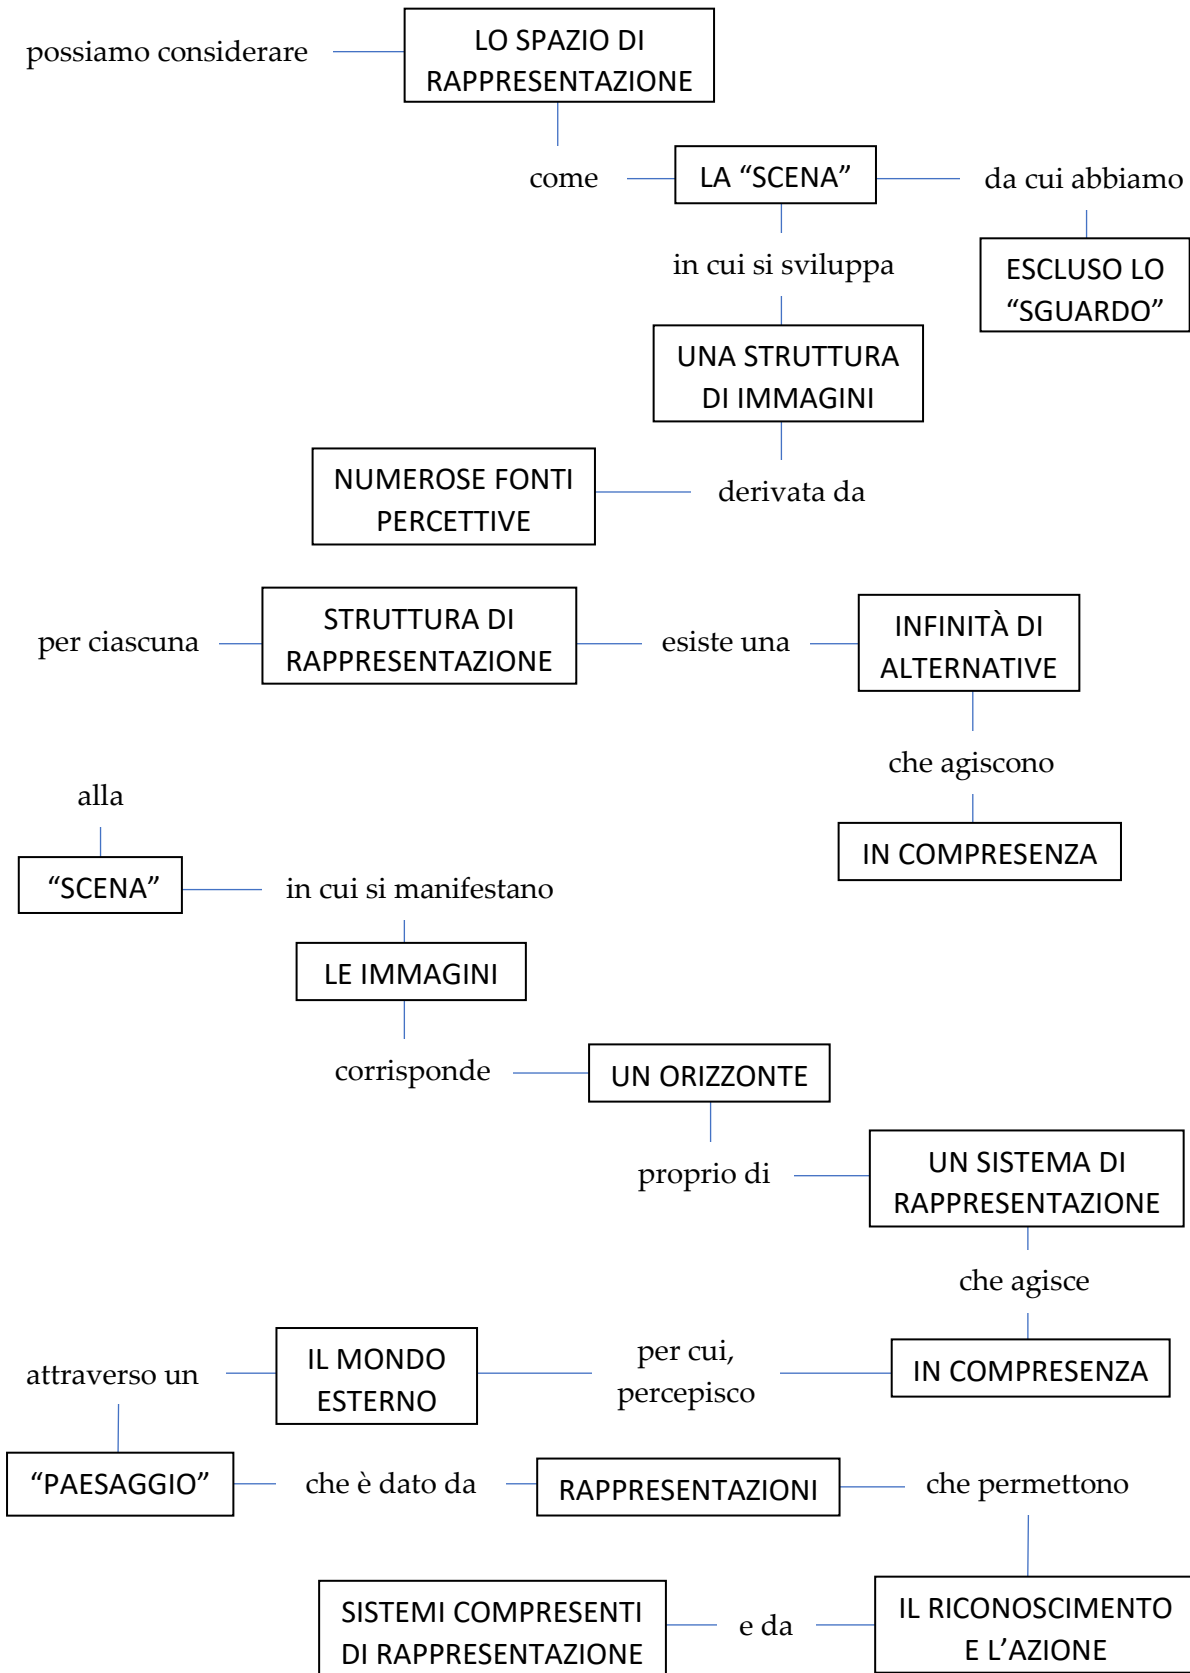 possiamo considerare
LO SPAZIO DI
RAPPRESENTAZIONE
come
LA “SCENA”
da cui abbiamo
ESCLUSO LO
“SGUARDO”
in cui si sviluppa
UNA STRUTTURA
DI IMMAGINI
derivata da
NUMEROSE FONTI
PERCETTIVE
per ciascuna
STRUTTURA DI
RAPPRESENTAZIONE
esiste una
INFINITÀ DI
ALTERNATIVE
che agiscono
IN COMPRESENZA
alla
“SCENA”
in cui si manifestano
LE IMMAGINI
corrisponde
UN ORIZZONTE
proprio di
UN SISTEMA DI
RAPPRESENTAZIONE
che agisce
IN COMPRESENZA
per cui,
percepisco
IL MONDO
ESTERNO
attraverso un
“PAESAGGIO”
che è dato da
RAPPRESENTAZIONI
che permettono
IL RICONOSCIMENTO
E L’AZIONE
e da
SISTEMI COMPRESENTI
DI RAPPRESENTAZIONE